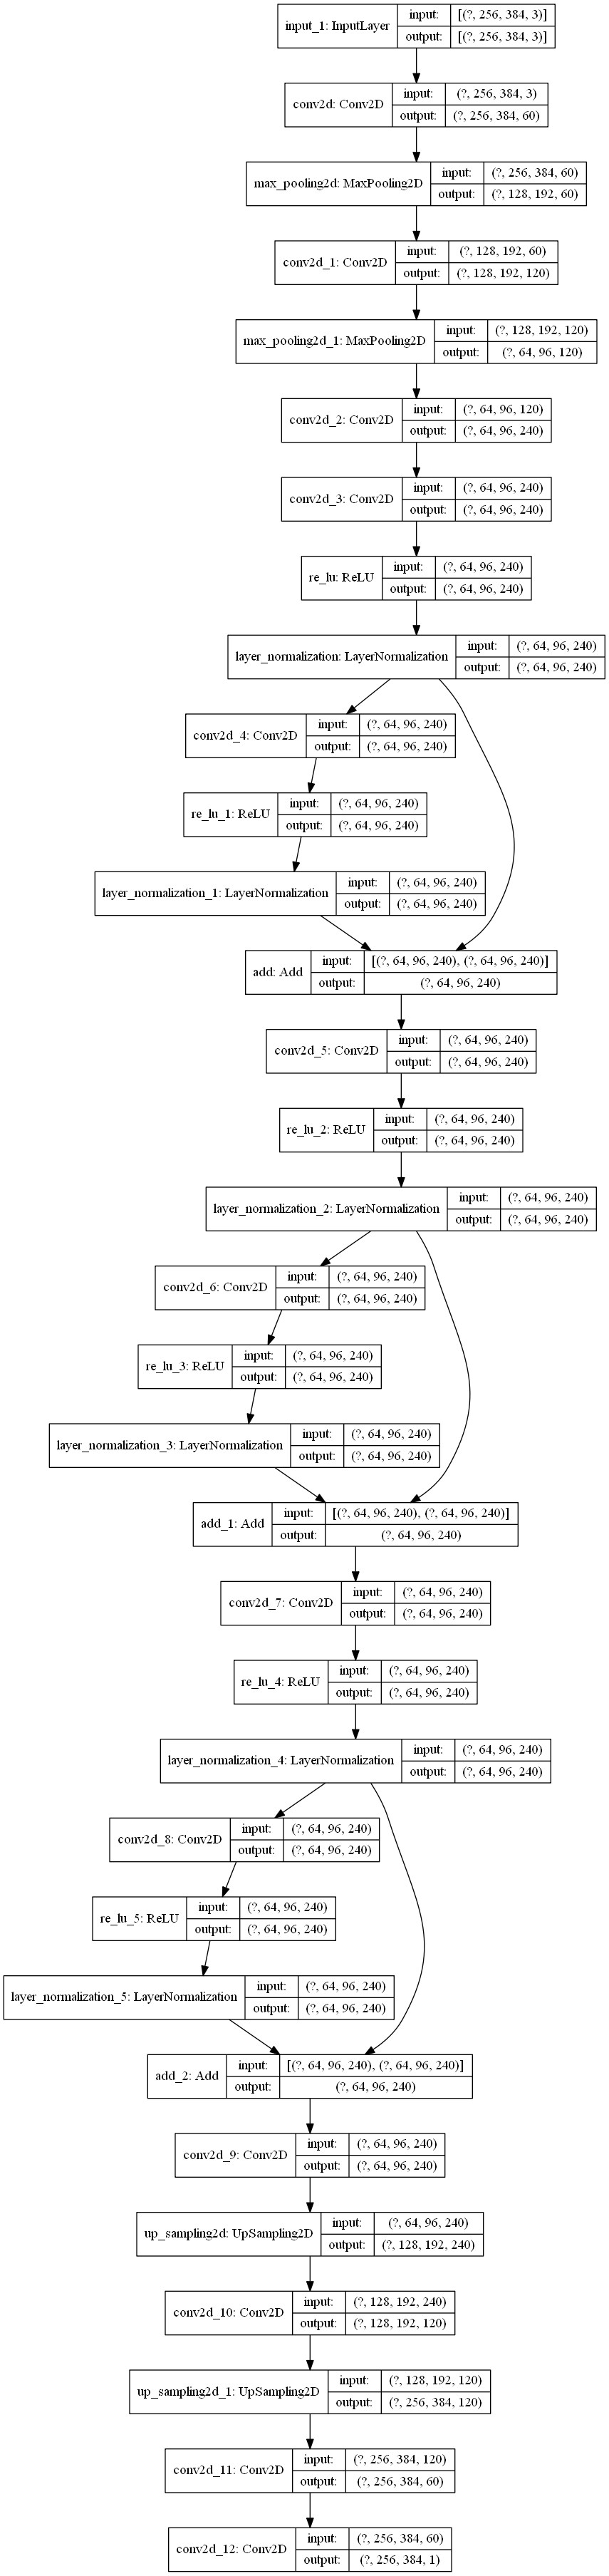 input_1: InputLayer
input: [(?, 256, 384, 3)]
output: [(?, 256, 384, 3)]
conv2d: Conv2D
input: (?, 256, 384, 3)
output: (?, 256, 384, 60)
max_pooling2d: MaxPooling2D
input: (?, 256, 384, 60)
output: (?, 128, 192, 60)
conv2d_1: Conv2D
input: (?, 128, 192, 60)
output: (?, 128, 192, 120)
max_pooling2d_1: MaxPooling2D
input: (?, 128, 192, 120)
output: (?, 64, 96, 120)
conv2d_2: Conv2D
input: (?, 64, 96, 120)
output: (?, 64, 96, 240)
conv2d_3: Conv2D
input: (?, 64, 96, 240)
output: (?, 64, 96, 240)
re_lu: ReLU
input: (?, 64, 96, 240)
output: (?, 64, 96, 240)
layer_normalization: LayerNormalization
input: (?, 64, 96, 240)
output: (?, 64, 96, 240)
conv2d_4: Conv2D
input: (?, 64, 96, 240)
output: (?, 64, 96, 240)
re_lu_1: ReLU
input: (?, 64, 96, 240)
output: (?, 64, 96, 240)
layer_normalization_1: LayerNormalization
input: (?, 64, 96, 240)
output: (?, 64, 96, 240)
add: Add
input: [(?, 64, 96, 240), (?, 64, 96, 240)]
output: (?, 64, 96, 240)
conv2d_5: Conv2D
input: (?, 64, 96, 240)
output: (?, 64, 96, 240)
re_lu_2: ReLU
input: (?, 64, 96, 240)
output: (?, 64, 96, 240)
layer_normalization_2: LayerNormalization
input: (?, 64, 96, 240)
output: (?, 64, 96, 240)
conv2d_6: Conv2D
input: (?, 64, 96, 240)
output: (?, 64, 96, 240)
re_lu_3: ReLU
input: (?, 64, 96, 240)
output: (?, 64, 96, 240)
layer_normalization_3: LayerNormalization
input: (?, 64, 96, 240)
output: (?, 64, 96, 240)
add_1: Add
input: [(?, 64, 96, 240), (?, 64, 96, 240)]
output: (?, 64, 96, 240)
conv2d_7: Conv2D
input: (?, 64, 96, 240)
output: (?, 64, 96, 240)
re_lu_4: ReLU
input: (?, 64, 96, 240)
output: (?, 64, 96, 240)
layer_normalization_4: LayerNormalization
input: (?, 64, 96, 240)
output: (?, 64, 96, 240)
conv2d_8: Conv2D
input: (?, 64, 96, 240)
output: (?, 64, 96, 240)
re_lu_5: ReLU
input: (?, 64, 96, 240)
output: (?, 64, 96, 240)
layer_normalization_5: LayerNormalization
input: (?, 64, 96, 240)
output: (?, 64, 96, 240)
add_2: Add
input: [(?, 64, 96, 240), (?, 64, 96, 240)]
output: (?, 64, 96, 240)
conv2d_9: Conv2D
input: (?, 64, 96, 240)
output: (?, 64, 96, 240)
up_sampling2d: UpSampling2D
input: (?, 64, 96, 240)
output: (?, 128, 192, 240)
conv2d_10: Conv2D
input: (?, 128, 192, 240)
output: (?, 128, 192, 120)
up_sampling2d_1: UpSampling2D
input: (?, 128, 192, 120)
output: (?, 256, 384, 120)
conv2d_11: Conv2D
input: (?, 256, 384, 120)
output: (?, 256, 384, 60)
conv2d_12: Conv2D
input: (?, 256, 384, 60)
output: (?, 256, 384, 1)